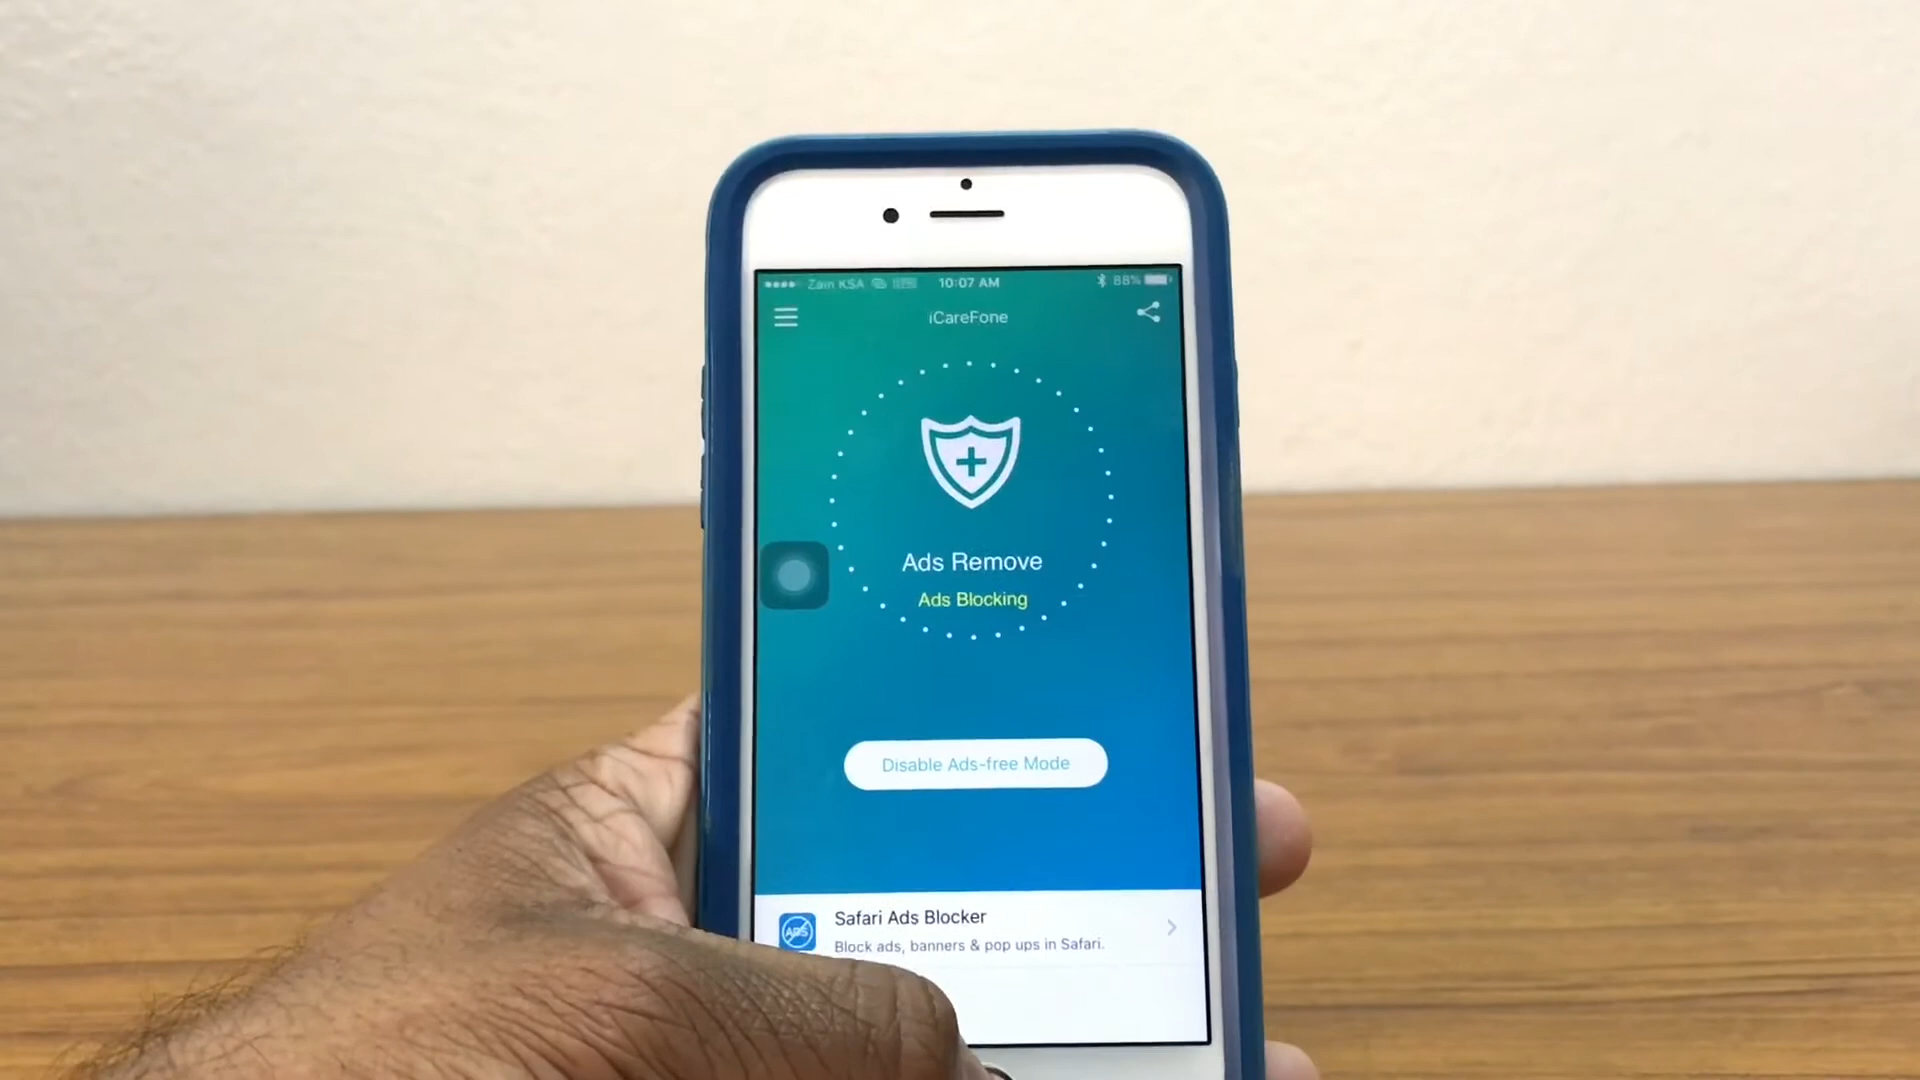 Zain KSA 10:07 AM 88%
iCareFone
Ads Remove
Ads Blocking
Disable Ads-free Mode
ADS
Safari Ads Blocker
Block ads, banners & pop ups in Safari.